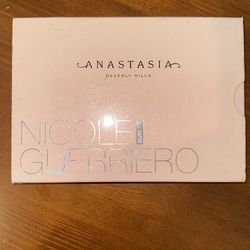 ANASTASIA
BEVERLY HILLS
NICOLE
GUERRIERO